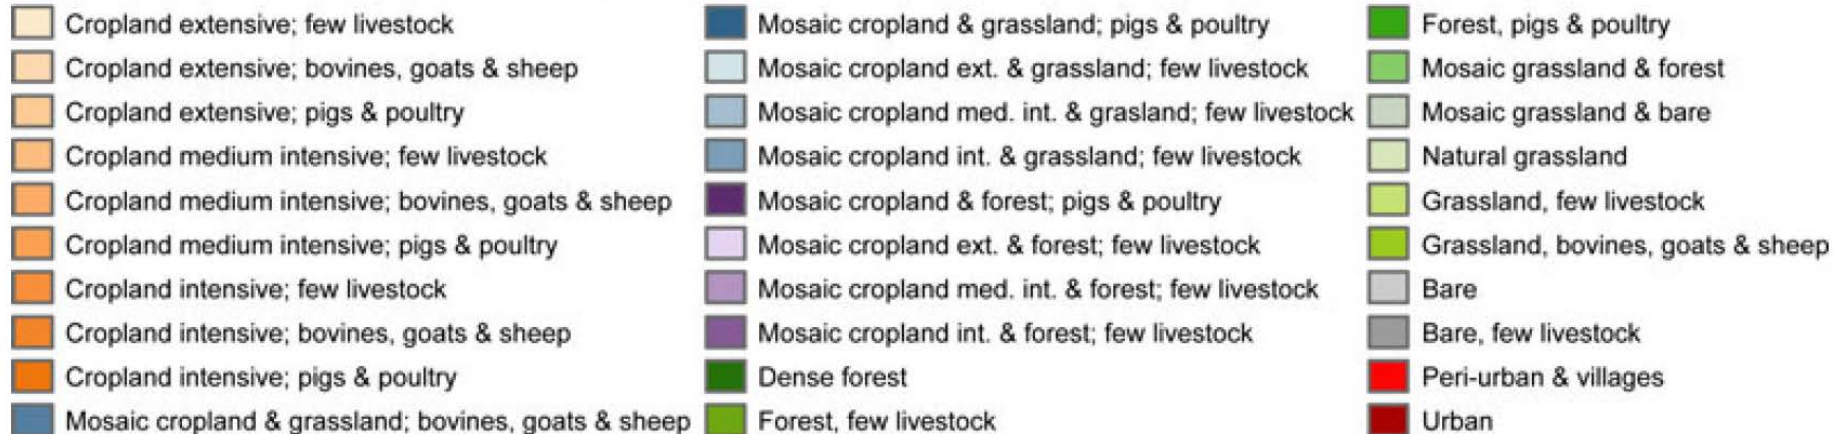 Cropland extensive; few livestock
Cropland extensive; bovines, goats & sheep
Cropland extensive; pigs & poultry
Cropland medium intensive; few livestock
Cropland medium intensive; bovines, goats & sheep
Cropland medium intensive; pigs & poultry
Cropland intensive; few livestock
Cropland intensive; bovines, goats & sheep
Cropland intensive; pigs & poultry
Mosaic cropland & grassland; bovines, goats & sheep
Mosaic cropland & grassland; pigs & poultry
Mosaic cropland ext. & grassland; few livestock
Mosaic cropland med. int. & grasland; few livestock
Mosaic cropland int. & grassland; few livestock
Mosaic cropland & forest; pigs & poultry
Mosaic cropland ext. & forest; few livestock
Mosaic cropland med. int. & forest; few livestock
Mosaic cropland int. & forest; few livestock
Dense forest
Forest, few livestock
Forest, pigs & poultry
Mosaic grassland & forest
Mosaic grassland & bare
Natural grassland
Grassland, few livestock
Grassland, bovines, goats & sheep
Bare
Bare, few livestock
Peri-urban & villages
Urban